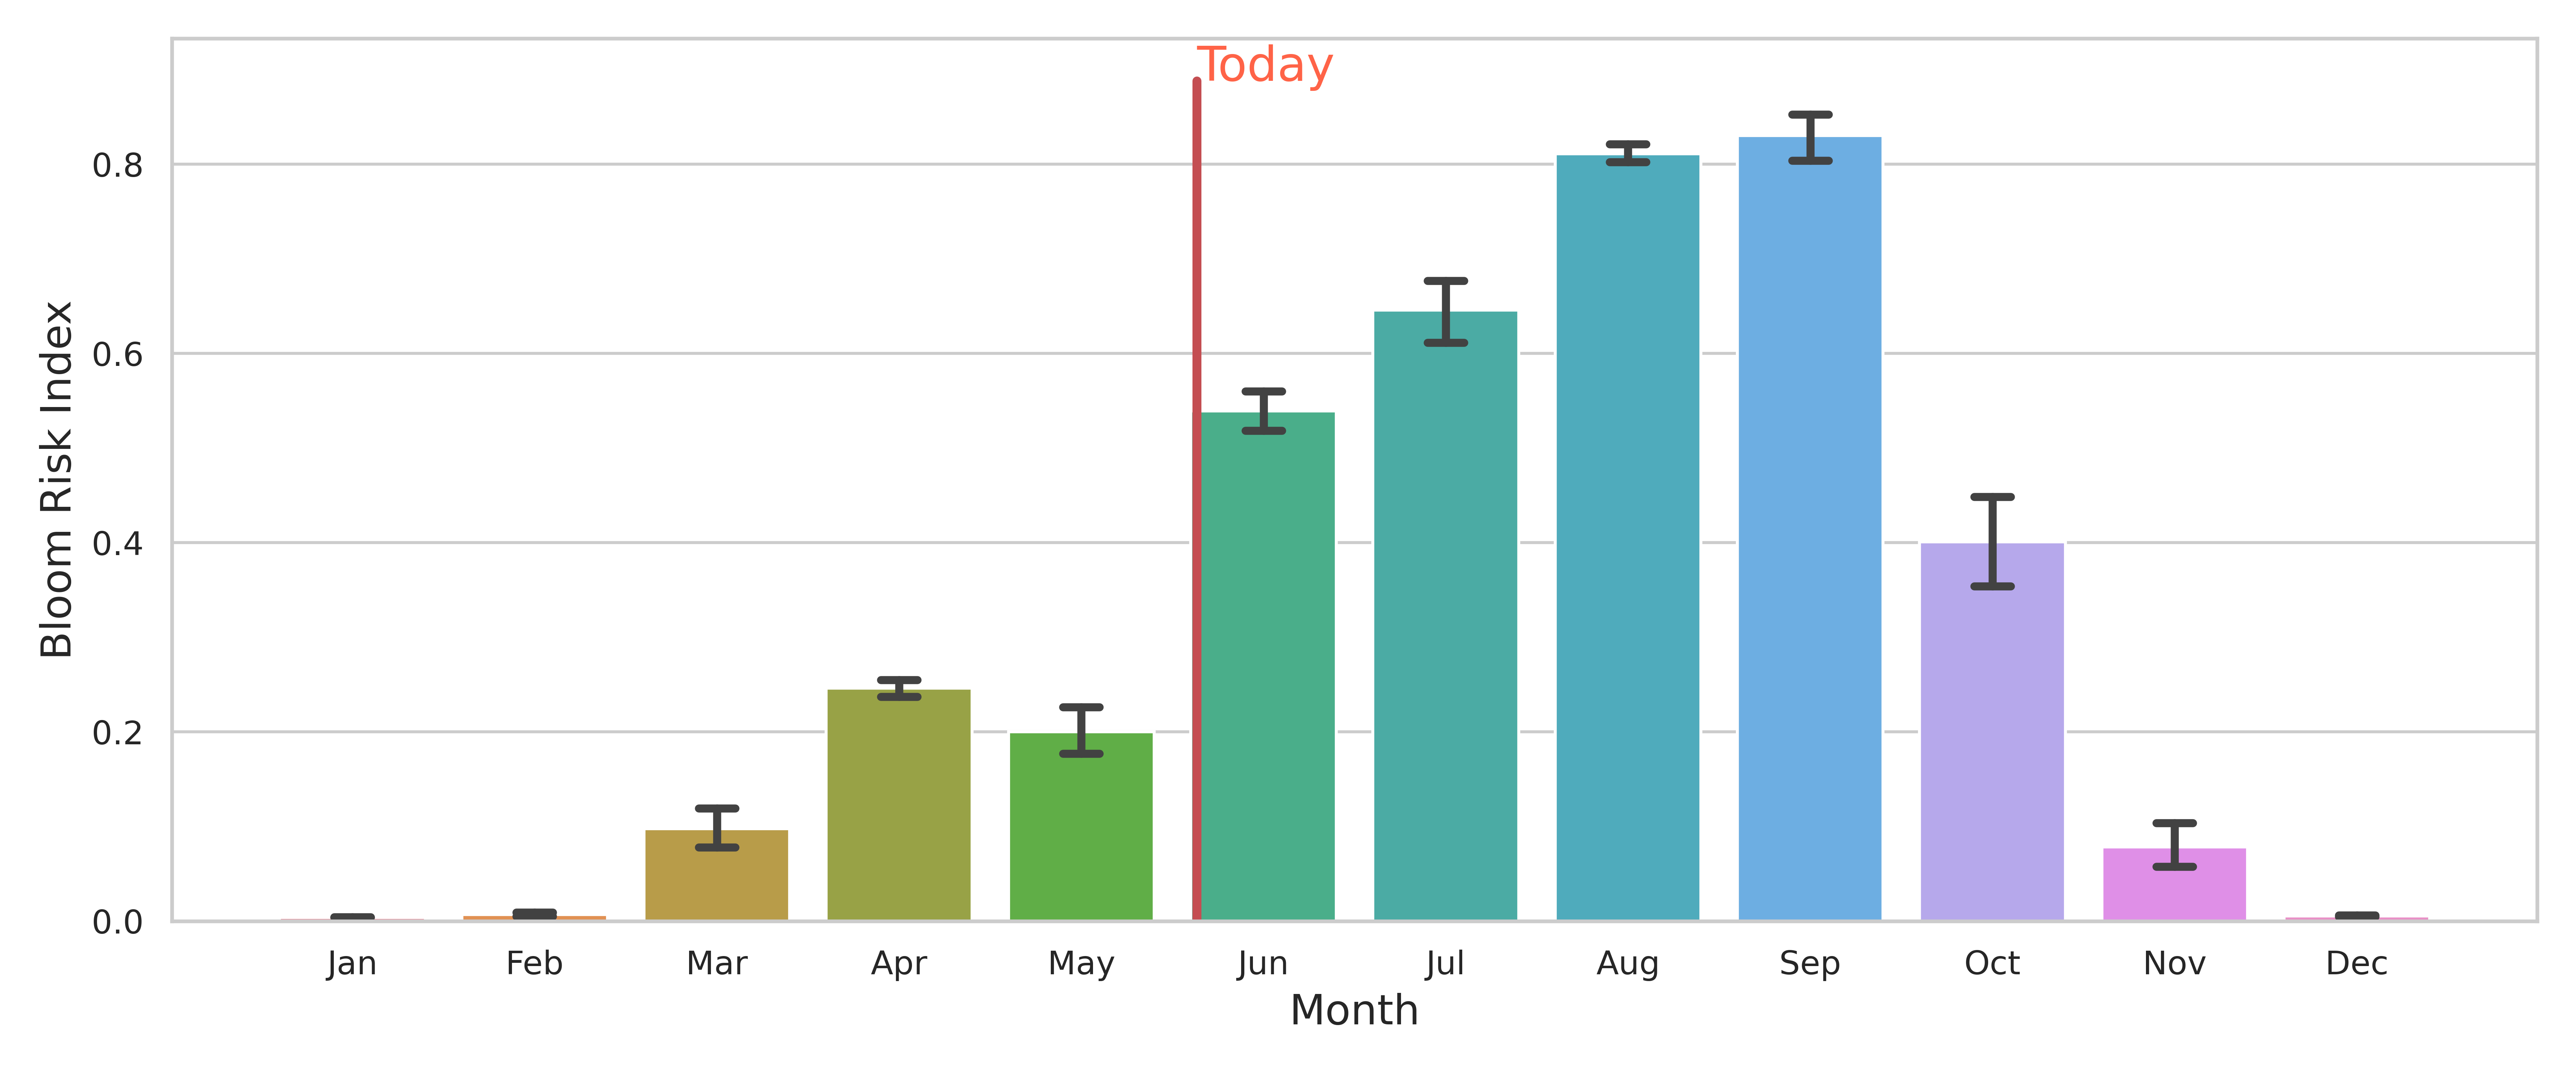 Today
Bloom Risk Index
0.8
0.6
0.4
0.2
0.0
Jan Feb Mar Apr May Jun Jul Aug Sep Oct Nov Dec
Month